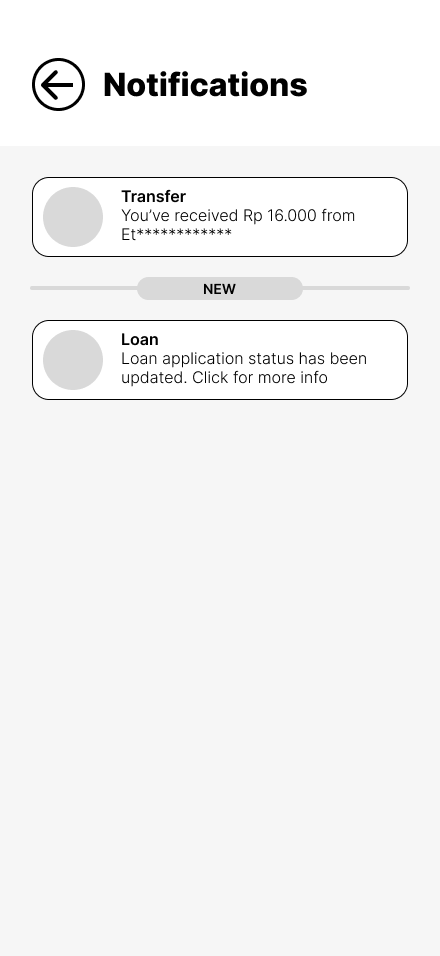 Notifications
Transfer
You’ve received Rp 16.000 from
Et************
NEW
Loan
Loan application status has been
updated. Click for more info